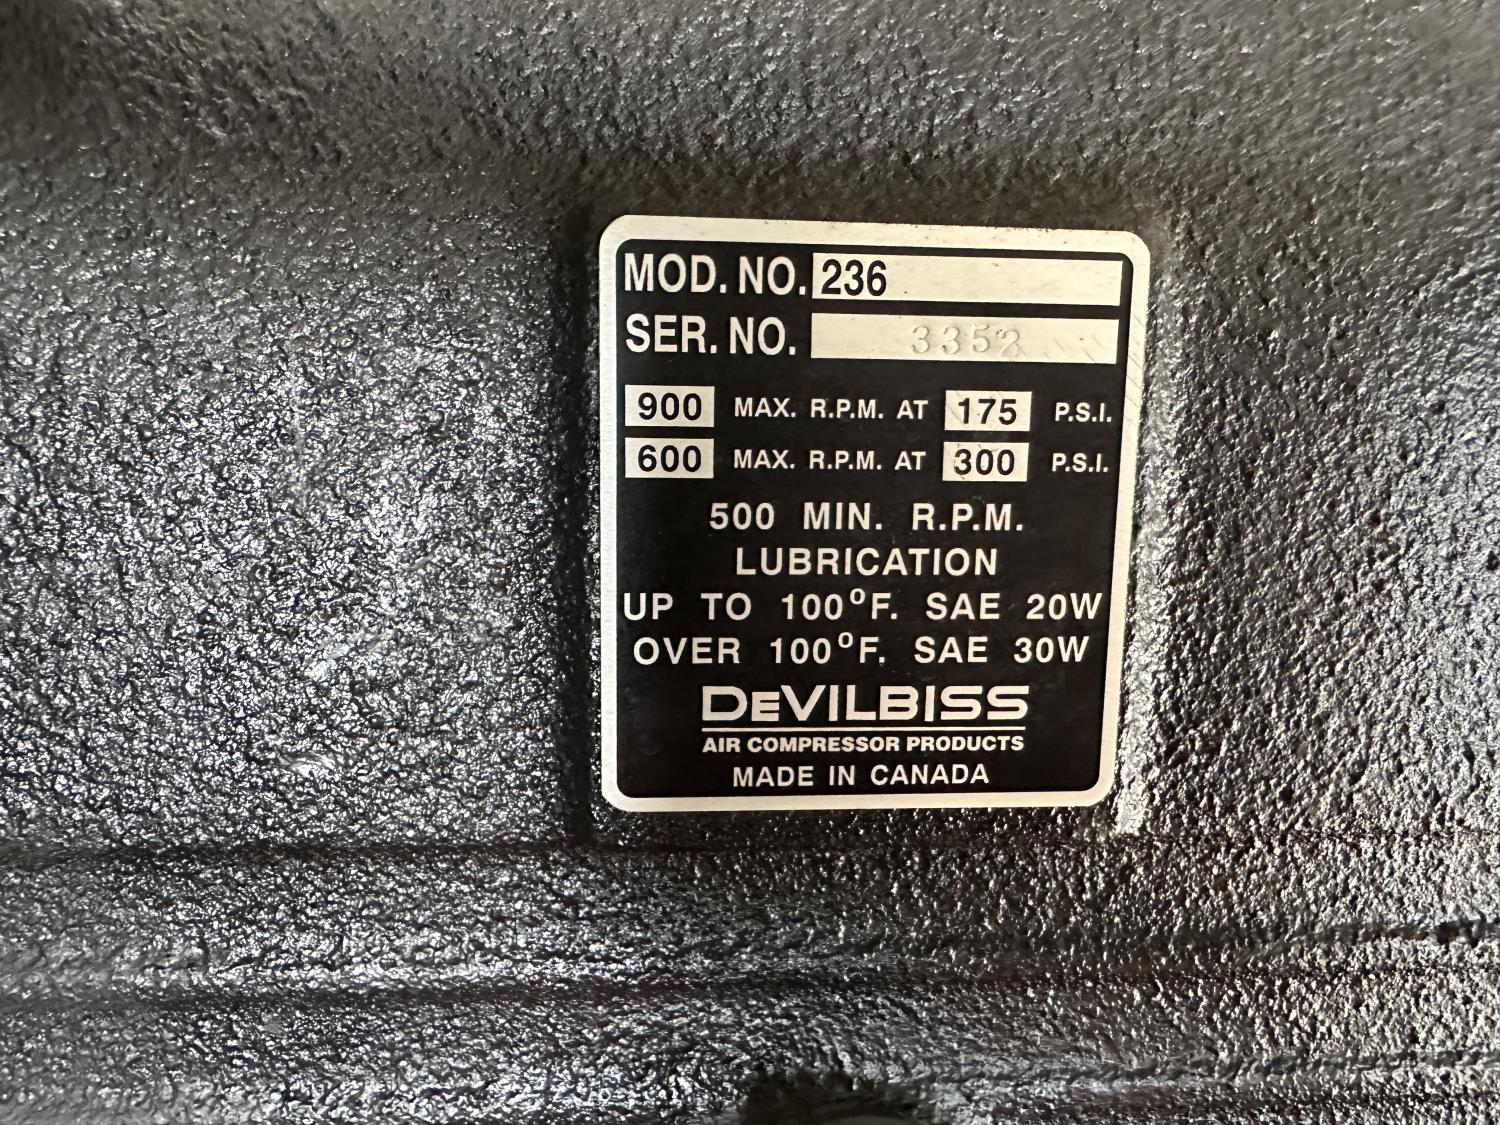 MOD. NO. 236
SER. NO. 3352
900 MAX. R.P.M. AT 175 P.S.I.
600 MAX. R.P.M. AT 300 P.S.I.
500 MIN. R.P.M.
LUBRICATION
UP TO 100°F. SAE 20W
OVER 100°F. SAE 30W
DEVILBISS
AIR COMPRESSOR PRODUCTS
MADE IN CANADA